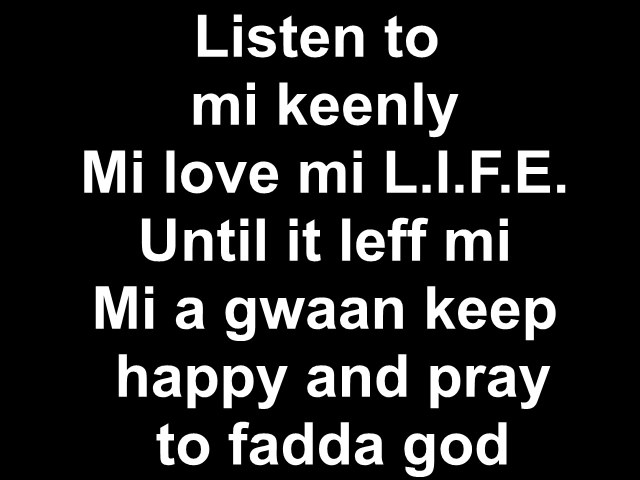 Listen to
mi keenly
Mi love mi L.I.F.E.
Until it leff mi
Mi a gwaan keep
happy and pray
to fadda god